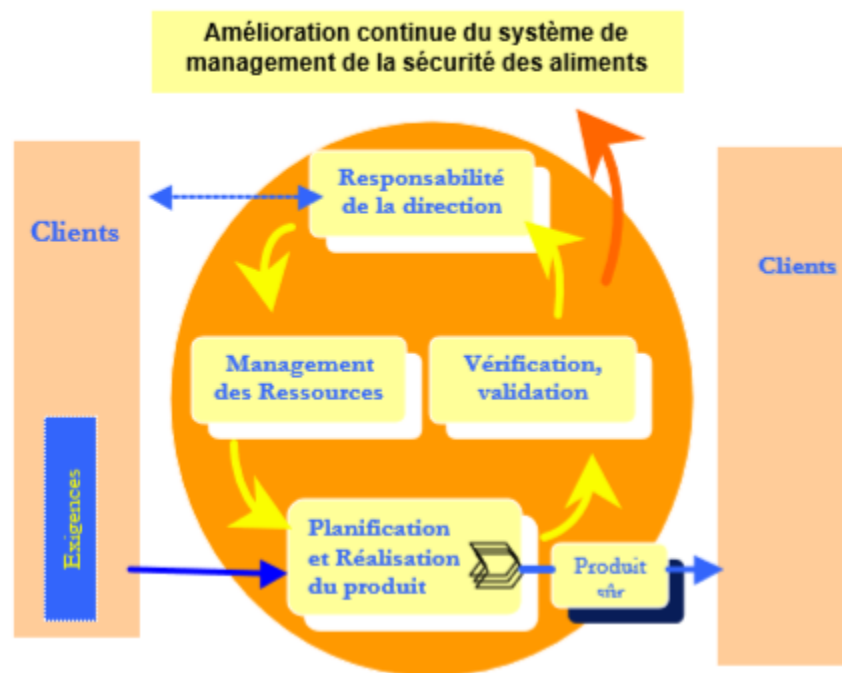 Amélioration continue du système de
management de la sécurité des aliments
Responsabilité
de la direction
Clients
Clients
Management
des Ressources
Vérification,
validation
Exigences
Planification
et Réalisation
du produit
Produit
sûr